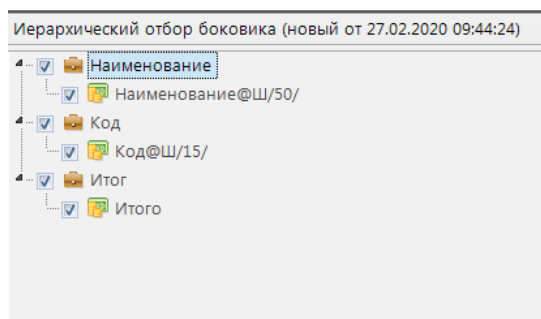 Иерархический отбор боковика (новый от 27.02.2020 09:44:24)
Наименование
Наименование@Ш/50/
Код
Код@Ш/15/
Итог
Итого